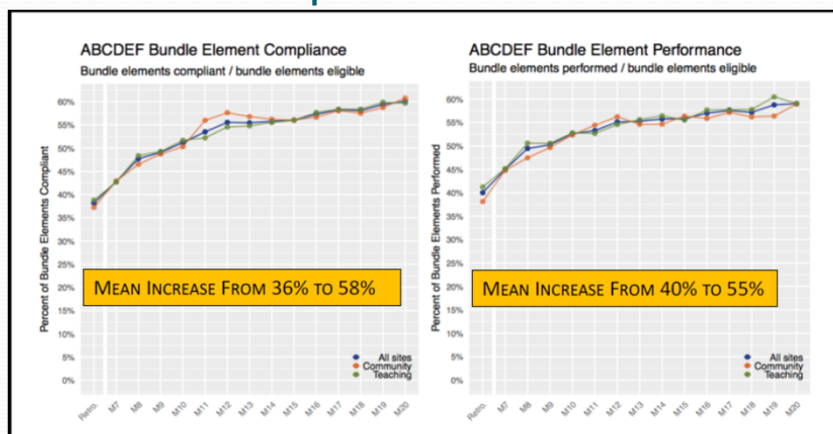 ABCDEF Bundle Element Compliance
Bundle elements compliant / bundle elements eligible
Percent of Bundle Elements Compliant
60%
55%
50%
45%
40%
35%
30%
25%
20%
15%
10%
5%
0%
MEAN INCREASE FROM 36% TO 58%
All sites
Community
Teaching
Retro.
M7
M8
M9
M10
M11
M12
M13
M14
M15
M16
M17
M18
M19
M20
ABCDEF Bundle Element Performance
Bundle elements performed / bundle elements eligible
Percent of Bundle Elements Performed
60%
55%
50%
45%
40%
35%
30%
25%
20%
15%
10%
5%
0%
MEAN INCREASE FROM 40% TO 55%
All sites
Community
Teaching
Retro.
M7
M8
M9
M10
M11
M12
M13
M14
M15
M16
M17
M18
M19
M20